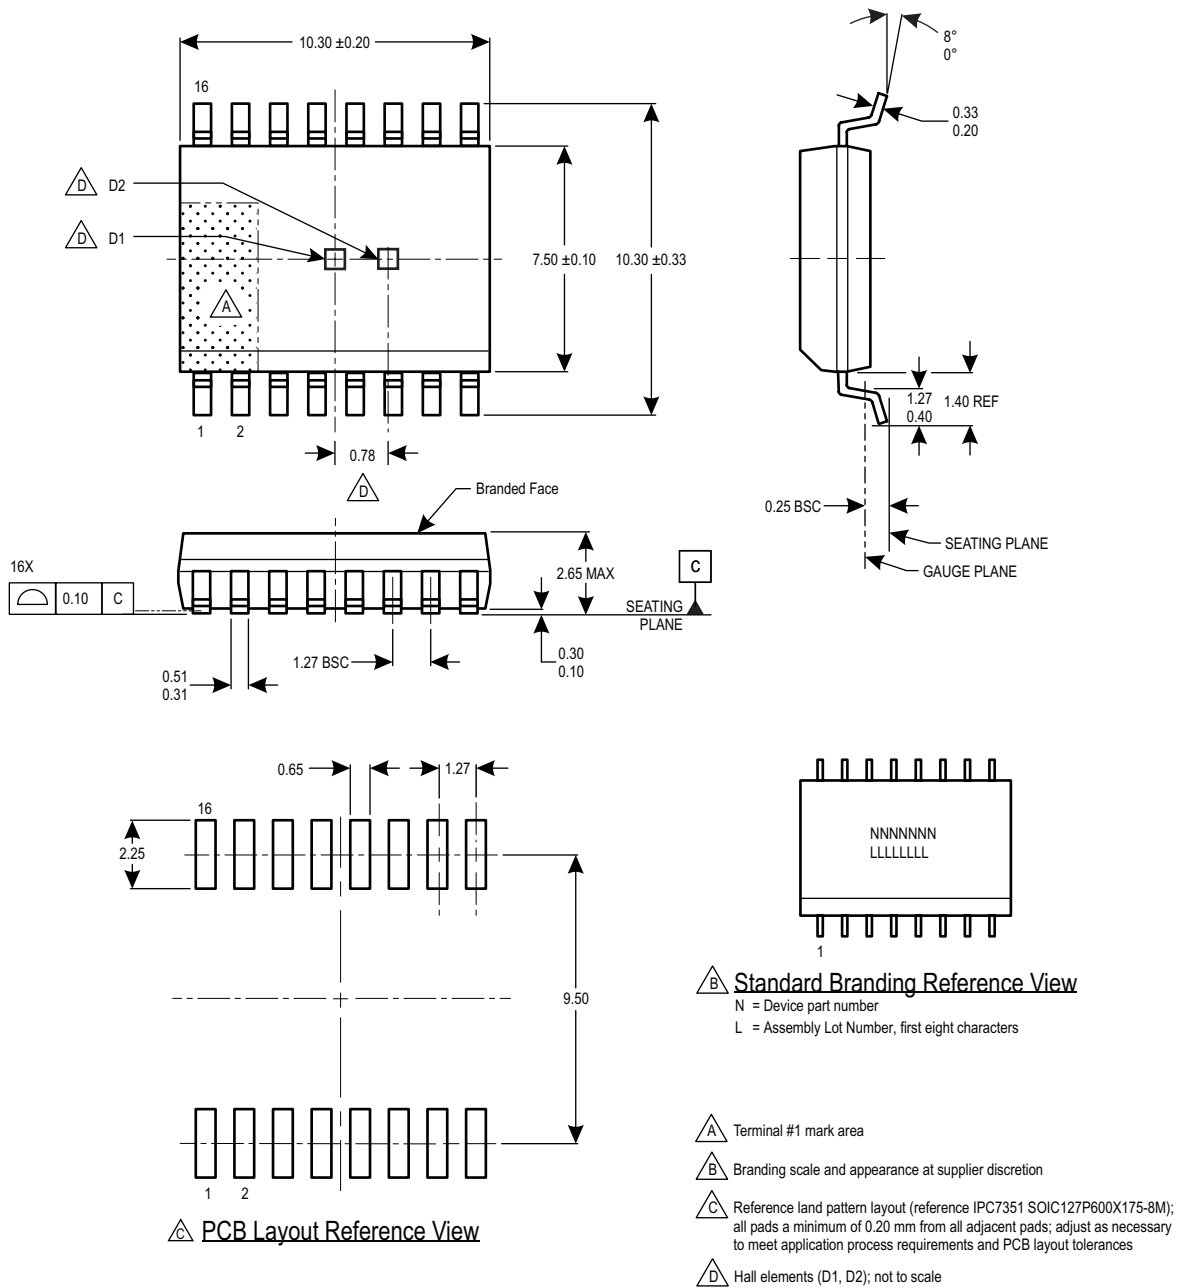 10.30 ±0.20
8°
0°
16
0.33
0.20
D D2
D D1
7.50 ±0.10
10.30 ±0.33
A
1.27
0.40
1.40 REF
1 2
0.78
D
Branded Face
0.25 BSC
SEATING PLANE
GAUGE PLANE
16X
0.10 C
2.65 MAX
C
SEATING
PLANE
1.27 BSC
0.30
0.10
0.51
0.31
0.65
1.27
16
2.25
NNNNNNN
LLLLLLLL
1
9.50
B Standard Branding Reference View
N = Device part number
L = Assembly Lot Number, first eight characters
1 2
C PCB Layout Reference View
A Terminal #1 mark area
B Branding scale and appearance at supplier discretion
C Reference land pattern layout (reference IPC7351 SOIC127P600X175-8M);
all pads a minimum of 0.20 mm from all adjacent pads; adjust as necessary
to meet application process requirements and PCB layout tolerances
D Hall elements (D1, D2); not to scale